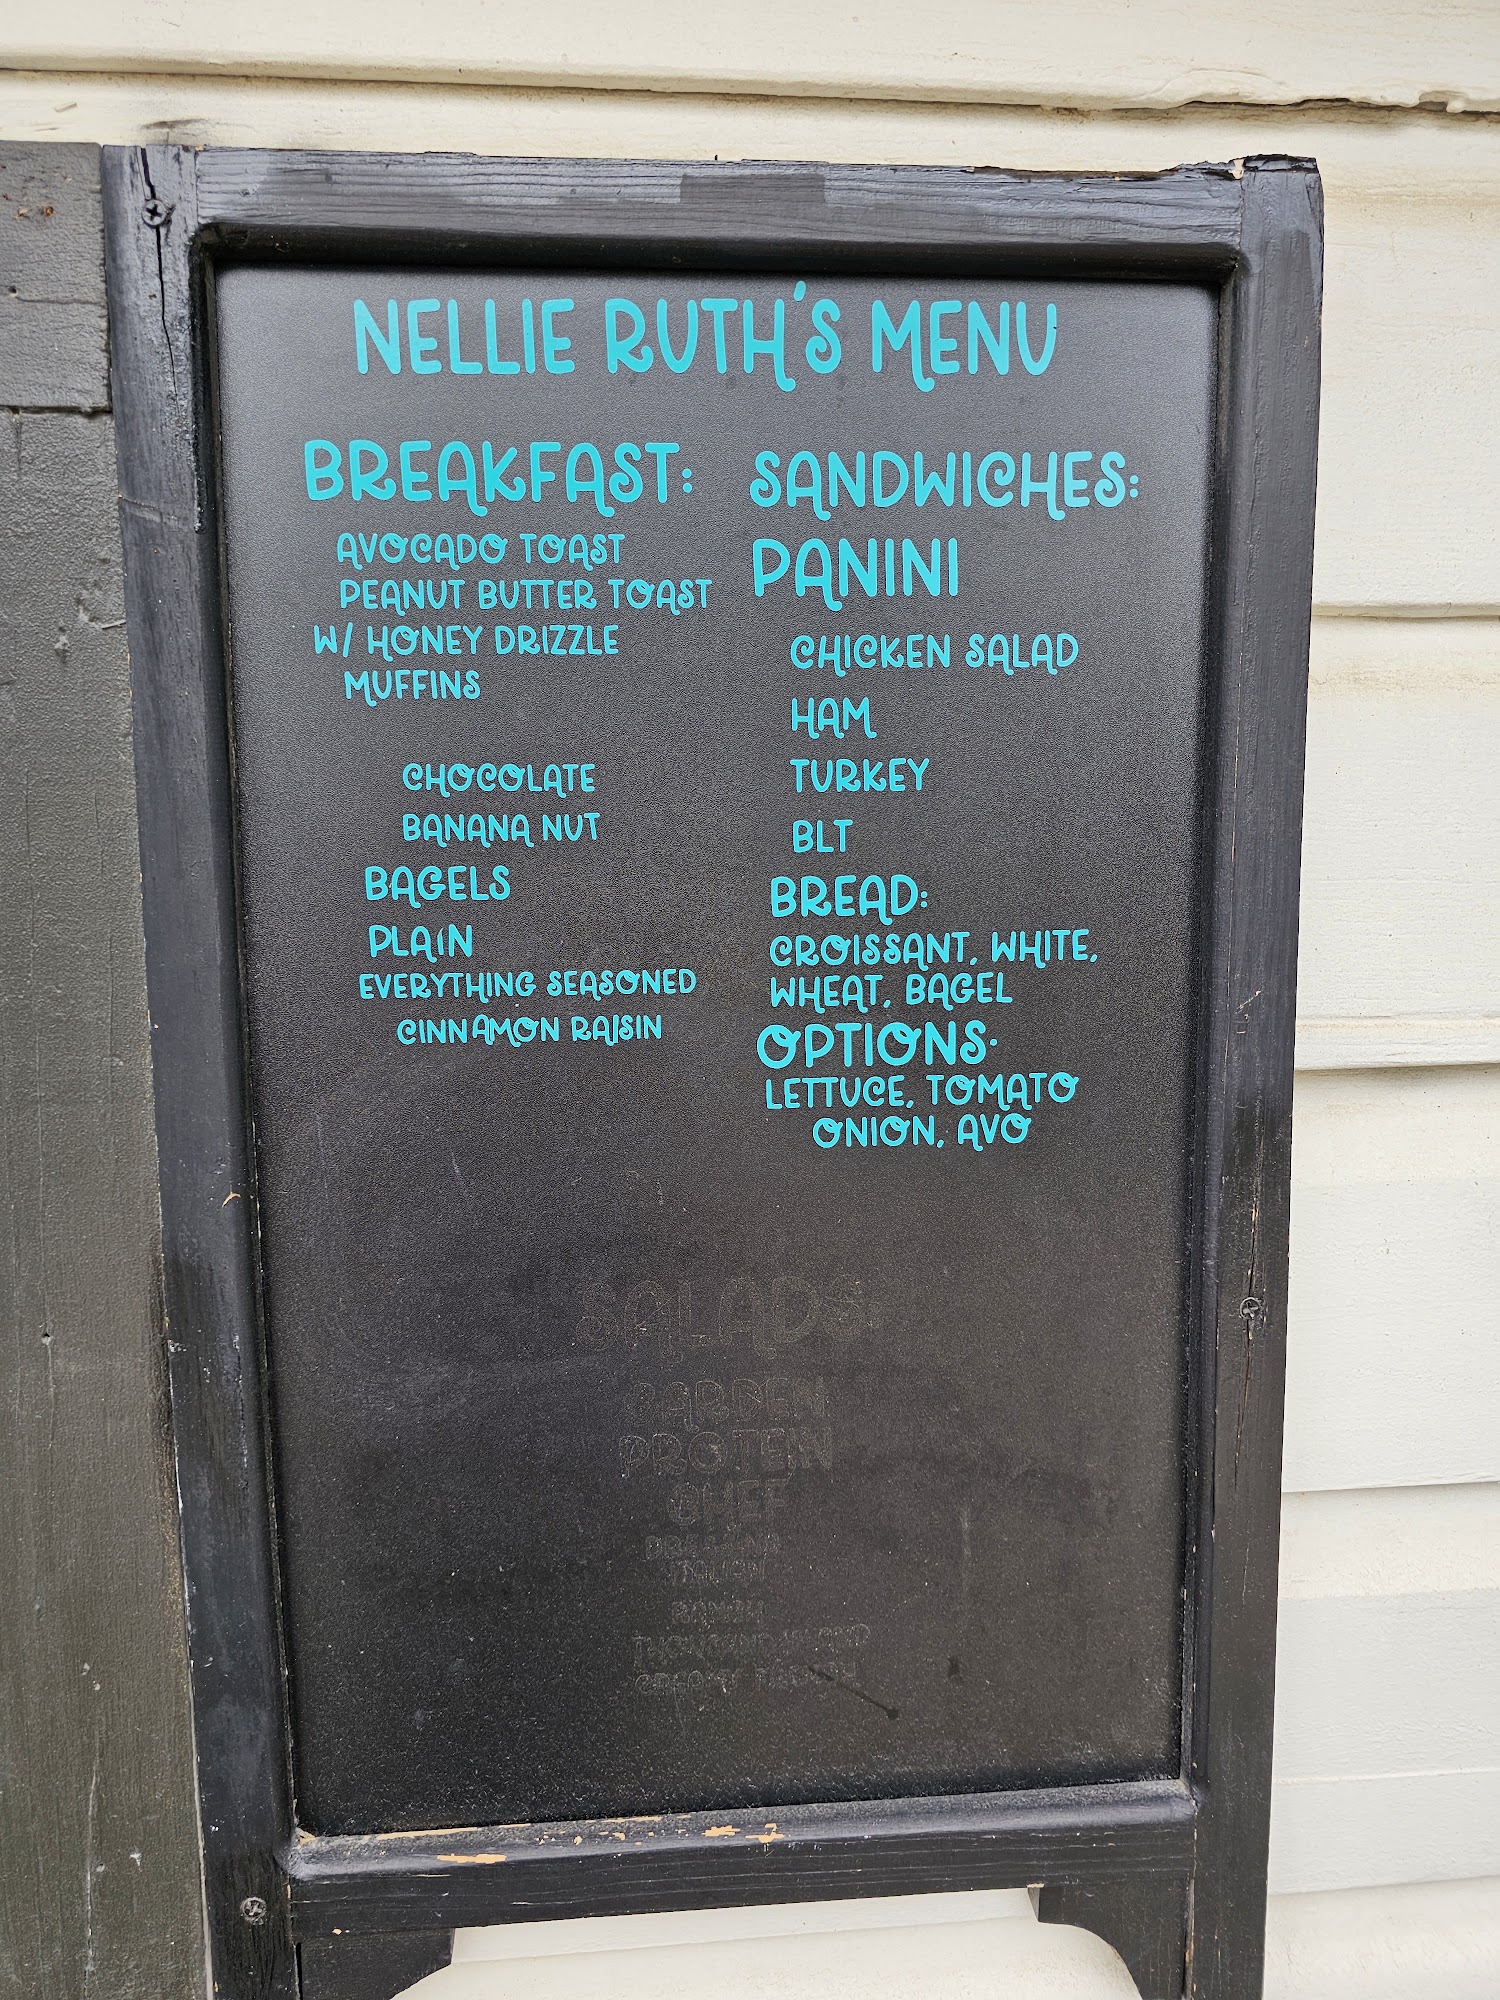 NELLIE RUTH'S MENU
BREAKFAST:
AVOCADO TOAST
PEANUT BUTTER TOAST
W/ HONEY DRIZZLE
MUFFINS
CHOCOLATE
BANANA NUT
BAGELS
PLAIN
EVERYTHING SEASONED
CINNAMON RAISIN
SANDWICHES:
PANINI
CHICKEN SALAD
HAM
TURKEY
BLT
BREAD:
CROISSANT, WHITE,
WHEAT, BAGEL
OPTIONS:
LETTUCE, TOMATO
ONION, AVO
SALADS
PROTEIN
CHEF
ITALIAN